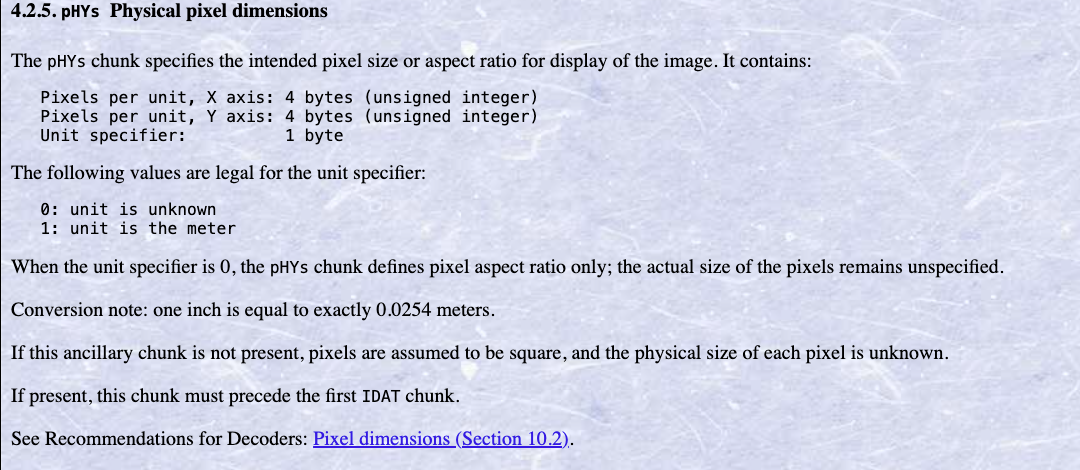 4.2.5. pHYs Physical pixel dimensions
The pHYs chunk specifies the intended pixel size or aspect ratio for display of the image. It contains:
Pixels per unit, X axis: 4 bytes (unsigned integer)
Pixels per unit, Y axis: 4 bytes (unsigned integer)
Unit specifier:          1 byte
The following values are legal for the unit specifier:
0: unit is unknown
1: unit is the meter
When the unit specifier is 0, the pHYs chunk defines pixel aspect ratio only; the actual size of the pixels remains unspecified.
Conversion note: one inch is equal to exactly 0.0254 meters.
If this ancillary chunk is not present, pixels are assumed to be square, and the physical size of each pixel is unknown.
If present, this chunk must precede the first IDAT chunk.
See Recommendations for Decoders: Pixel dimensions (Section 10.2).